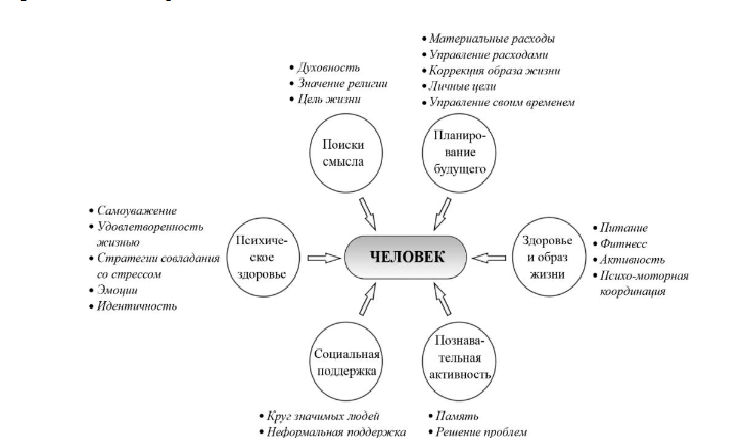 • Материальные расходы
• Управление расходами
• Коррекция образа жизни
• Личные цели
• Управление своим временем
• Духовность
• Значение религии
• Цель жизни
Поиски
смысла
Планиро-
вание
будущего
• Самоуважение
• Удовлетворенность
жизнью
• Стратегии совладания
со стрессом
• Эмоции
• Идентичность
Психиче-
ское
здоровье
ЧЕЛОВЕК
Здоровье
и образ
жизни
• Питание
• Фитнесс
• Активность
• Психо-моторная
координация
Социальная
поддержка
Познава-
тельная
активность
• Круг значимых людей
• Неформальная поддержка
• Память
• Решение проблем